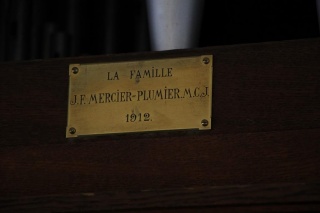 LA FAMILLE
J.F. MERCIER-PLUMIER.M.C.J.
1912.